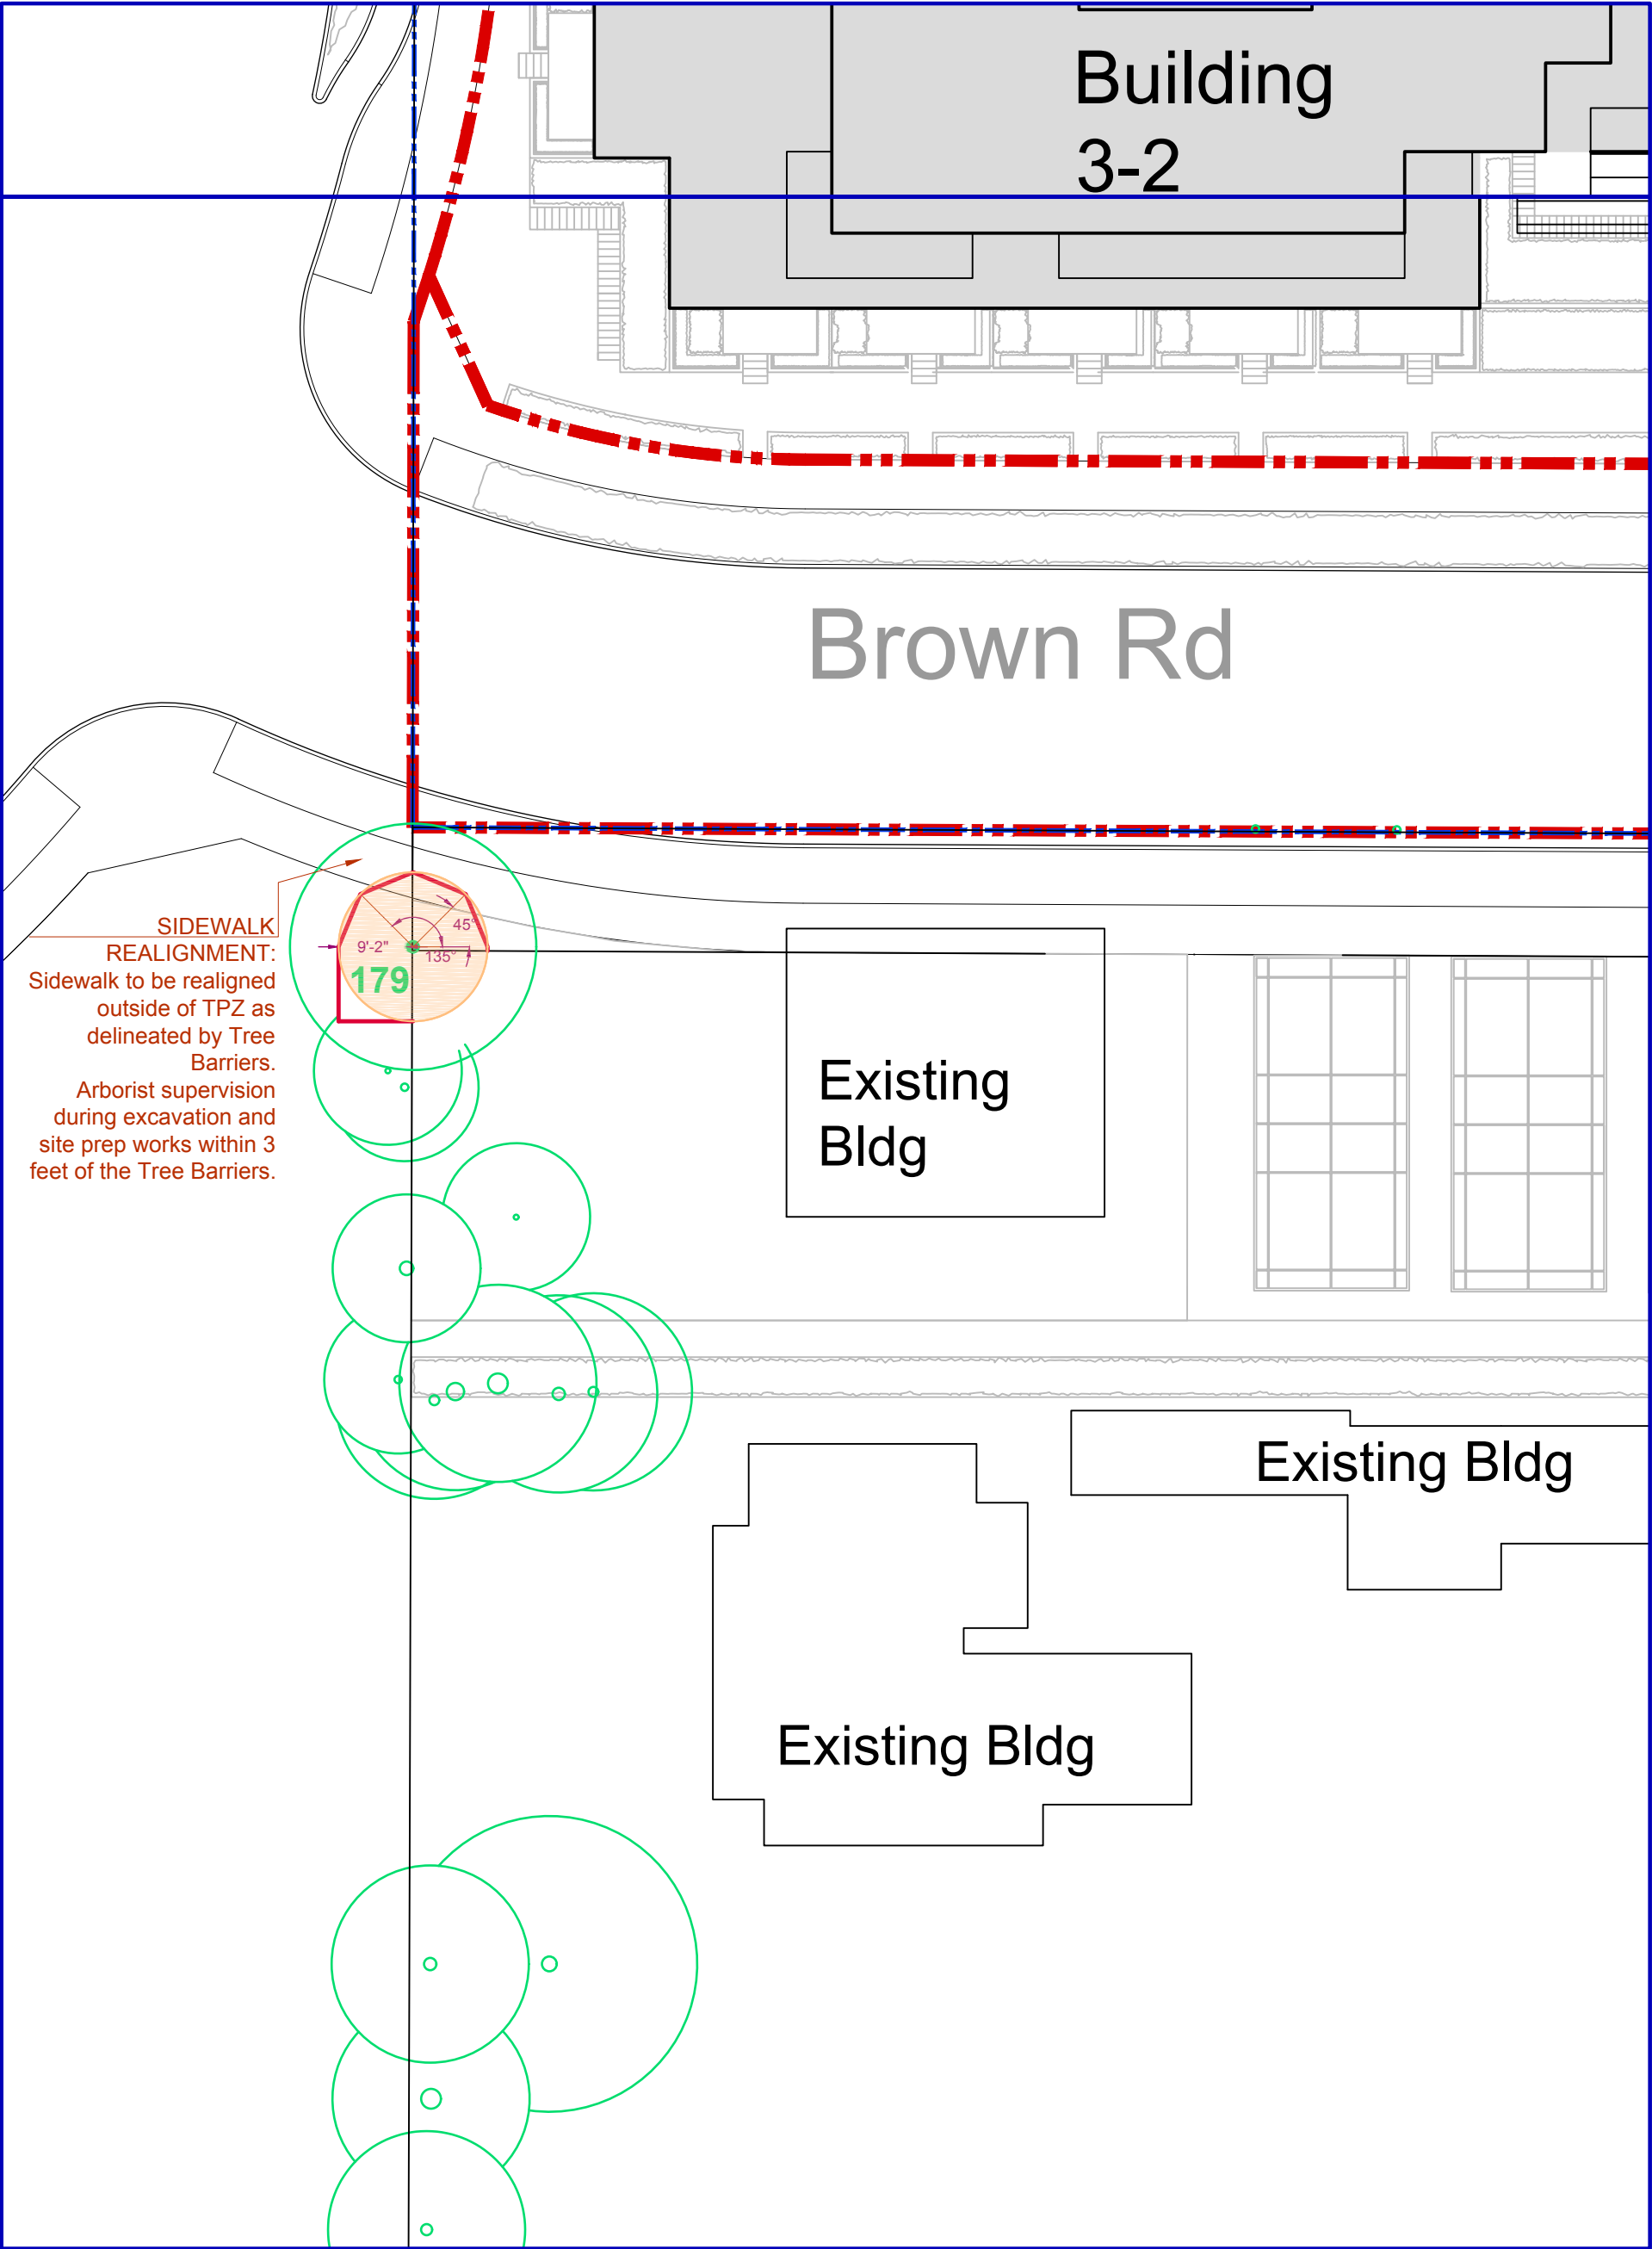 Building
3-2
Brown Rd
SIDEWALK
REALIGNMENT:
Sidewalk to be realigned
outside of TPZ as
delineated by Tree
Barriers.
Arborist supervision
during excavation and
site prep works within 3
feet of the Tree Barriers.
45°
9'-2"
135°
179
Existing
Bldg
Existing Bldg
Existing Bldg